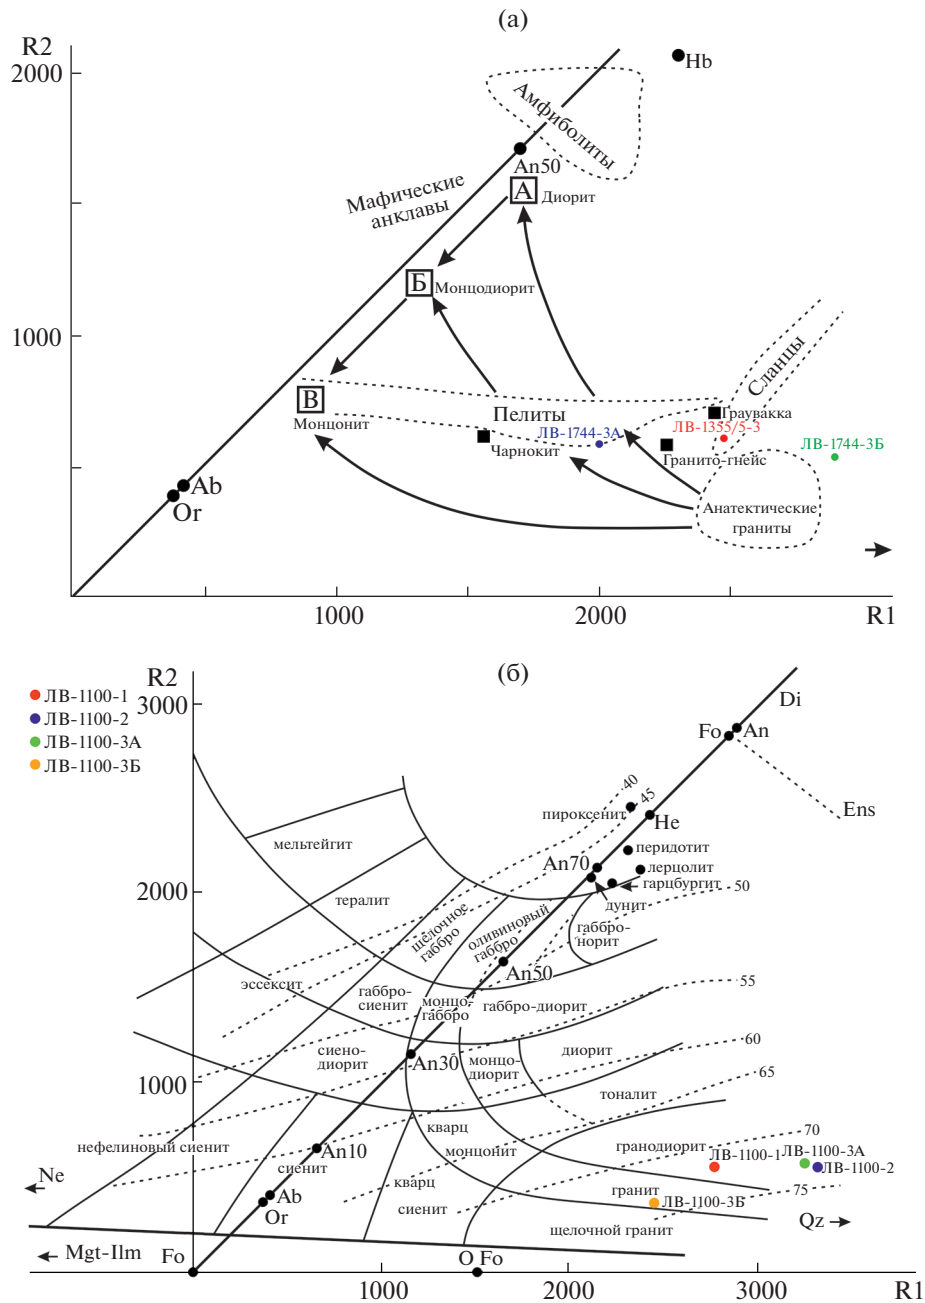 (а)
R2
2000
Hb
Амфиболиты
An50
Мафические
анклавы
А
Диорит
Б
Монцодиорит
1000
Сланцы
В
Монцонит
Пелиты
Граувакка
ЛВ-1744-3А
ЛВ-1355/5-3
ЛВ-1744-3Б
Чарнокит
Гранито-гнейс
Ab
Or
Анатектические
граниты
1000
2000
R1
(б)
R2
ЛВ-1100-1
ЛВ-1100-2
ЛВ-1100-3А
ЛВ-1100-3Б
3000
Di
Fo
An
40
45
пироксенит
He
Ens
мельтейгит
перидотит
An70
лерцолит
гарцбургит
50
2000
тералит
дунит
щелочное
габбро
оливиновый
габбро
габбро-
норит
An50
эссексит
габбро-
сиенит
монцо-
габбро
габбро-диорит
55
сиено-
диорит
An30
монцо-
диорит
диорит
60
65
1000
тоналит
кварц
монцонит
70
нефелиновый сиенит
An10
гранодиорит
ЛВ-1100-1
ЛВ-1100-3А
ЛВ-1100-2
сиенит
Ne
кварц
сиенит
гранит
75
Ab
Or
ЛВ-1100-3Б
Qz
щелочной гранит
Mgt-Ilm
Fo
O Fo
1000
2000
3000
R1